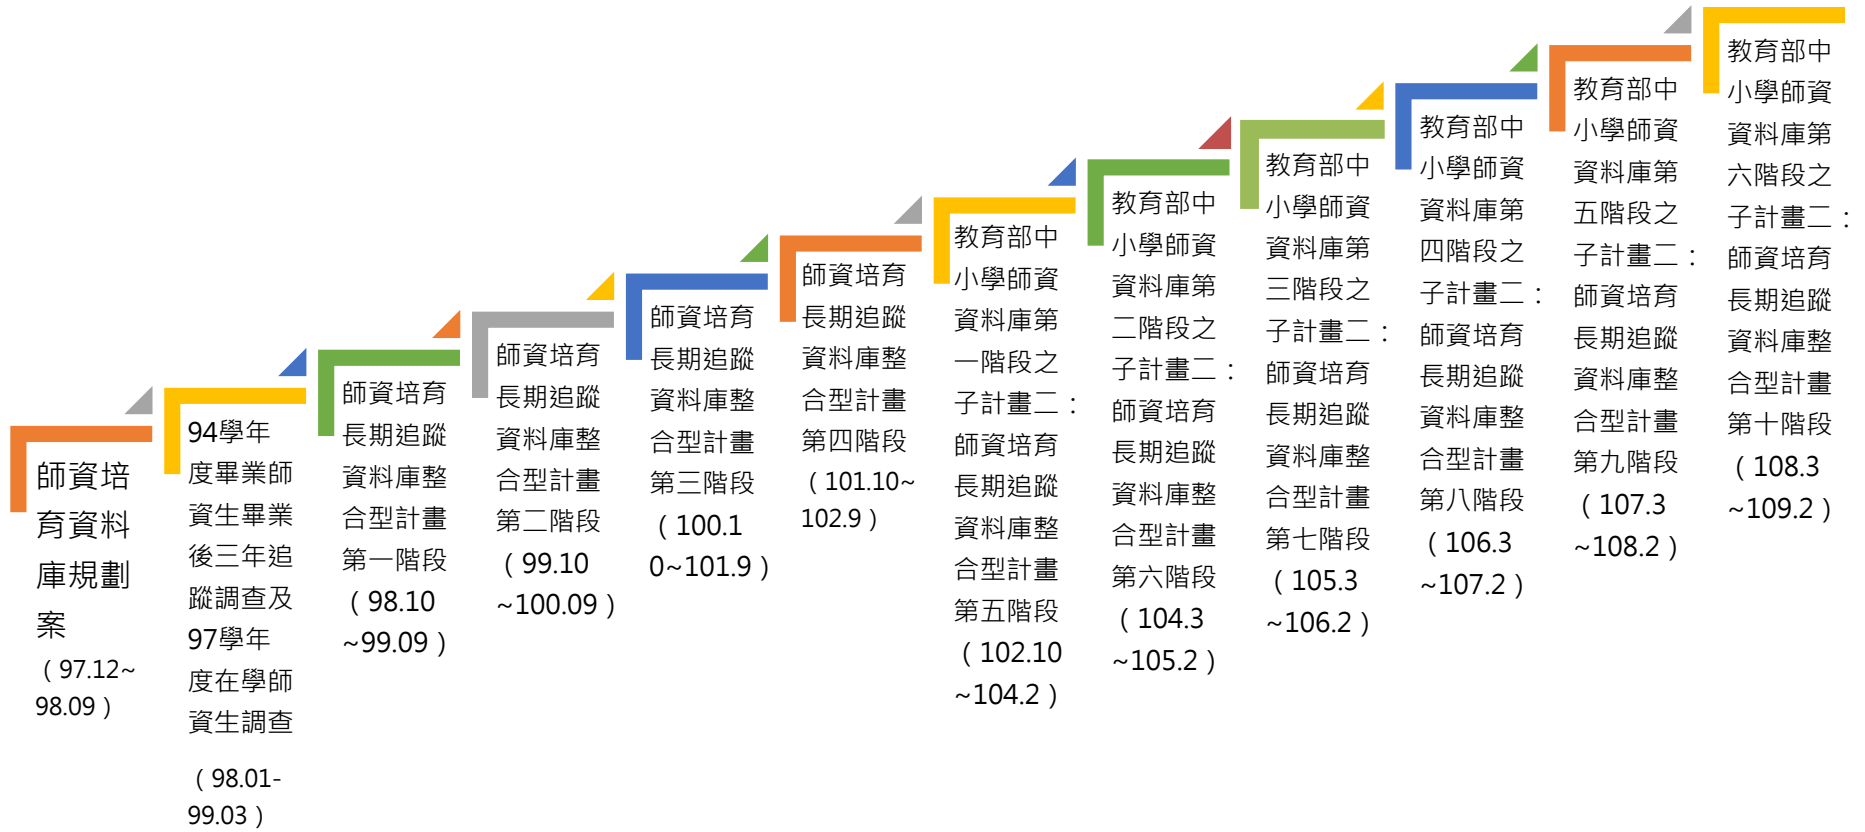 師資培
育資料
庫規劃
案
（97.12~
98.09）
94學年
度畢業師
資生畢業
後三年追
蹤調查及
97學年
度在學師
資生調查
（98.01-
99.03）
師資培育
長期追蹤
資料庫整
合型計畫
第一階段
（98.10
~99.09）
師資培育
長期追蹤
資料庫整
合型計畫
第二階段
（99.10
~100.09）
師資培育
長期追蹤
資料庫整
合型計畫
第三階段
（100.1
0~101.9）
師資培育
長期追蹤
資料庫整
合型計畫
第四階段
（101.10~
102.9）
教育部中
小學師資
資料庫第
一階段之
子計畫二：
師資培育
長期追蹤
資料庫整
合型計畫
第五階段
（102.10
~104.2）
教育部中
小學師資
資料庫第
二階段之
子計畫二：
師資培育
長期追蹤
資料庫整
合型計畫
第六階段
（104.3
~105.2）
教育部中
小學師資
資料庫第
三階段之
子計畫二：
師資培育
長期追蹤
資料庫整
合型計畫
第七階段
（105.3
~106.2）
教育部中
小學師資
資料庫第
四階段之
子計畫二：
師資培育
長期追蹤
資料庫整
合型計畫
第八階段
（106.3
~107.2）
教育部中
小學師資
資料庫第
五階段之
子計畫二：
師資培育
長期追蹤
資料庫整
合型計畫
第九階段
（107.3
~108.2）
教育部中
小學師資
資料庫第
六階段之
子計畫二：
師資培育
長期追蹤
資料庫整
合型計畫
第十階段
（108.3
~109.2）